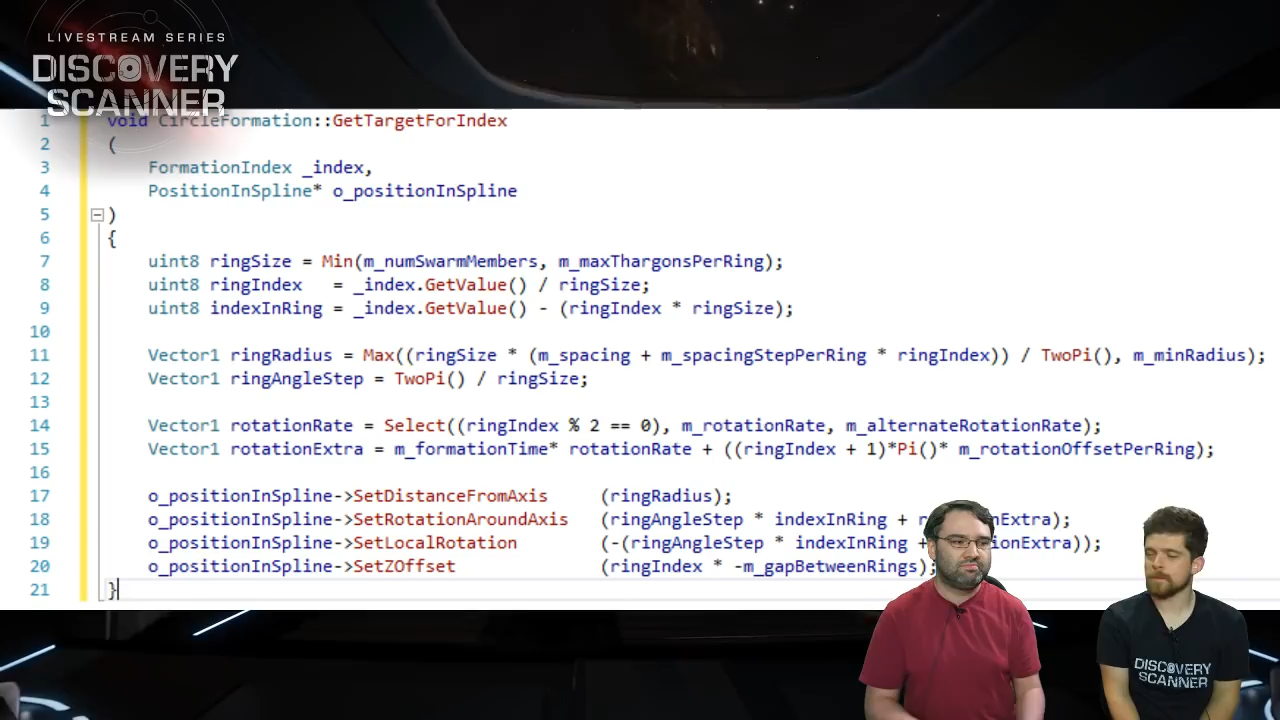 LIVESTREAM SERIES
DISCOVERY
SCANNER
1 void CircleFormation::GetTargetForIndex
2 (
3 FormationIndex _index,
4 PositionInSpline* o_positionInSpline
5 )
6 {
7 uint8 ringSize = Min(m_numSwarmMembers, m_maxThargonsPerRing);
8 uint8 ringIndex = _index.GetValue() / ringSize;
9 uint8 indexInRing = _index.GetValue() - (ringIndex * ringSize);
10
11 Vector1 ringRadius = Max((ringSize * (m_spacing + m_spacingStepPerRing * ringIndex)) / TwoPi(), m_minRadius);
12 Vector1 ringAngleStep = TwoPi() / ringSize;
13
14 Vector1 rotationRate = Select((ringIndex % 2 == 0), m_rotationRate, m_alternateRotationRate);
15 Vector1 rotationExtra = m_formationTime* rotationRate + ((ringIndex + 1)*Pi()* m_rotationOffsetPerRing);
16
17 o_positionInSpline->SetDistanceFromAxis (ringRadius);
18 o_positionInSpline->SetRotationAroundAxis (ringAngleStep * indexInRing + r nExtra);
19 o_positionInSpline->SetLocalRotation (-(ringAngleStep * indexInRing + ionExtra));
20 o_positionInSpline->SetZOffset (ringIndex * -m_gapBetweenRings);
21 }
DISCOVERY
SCANNER